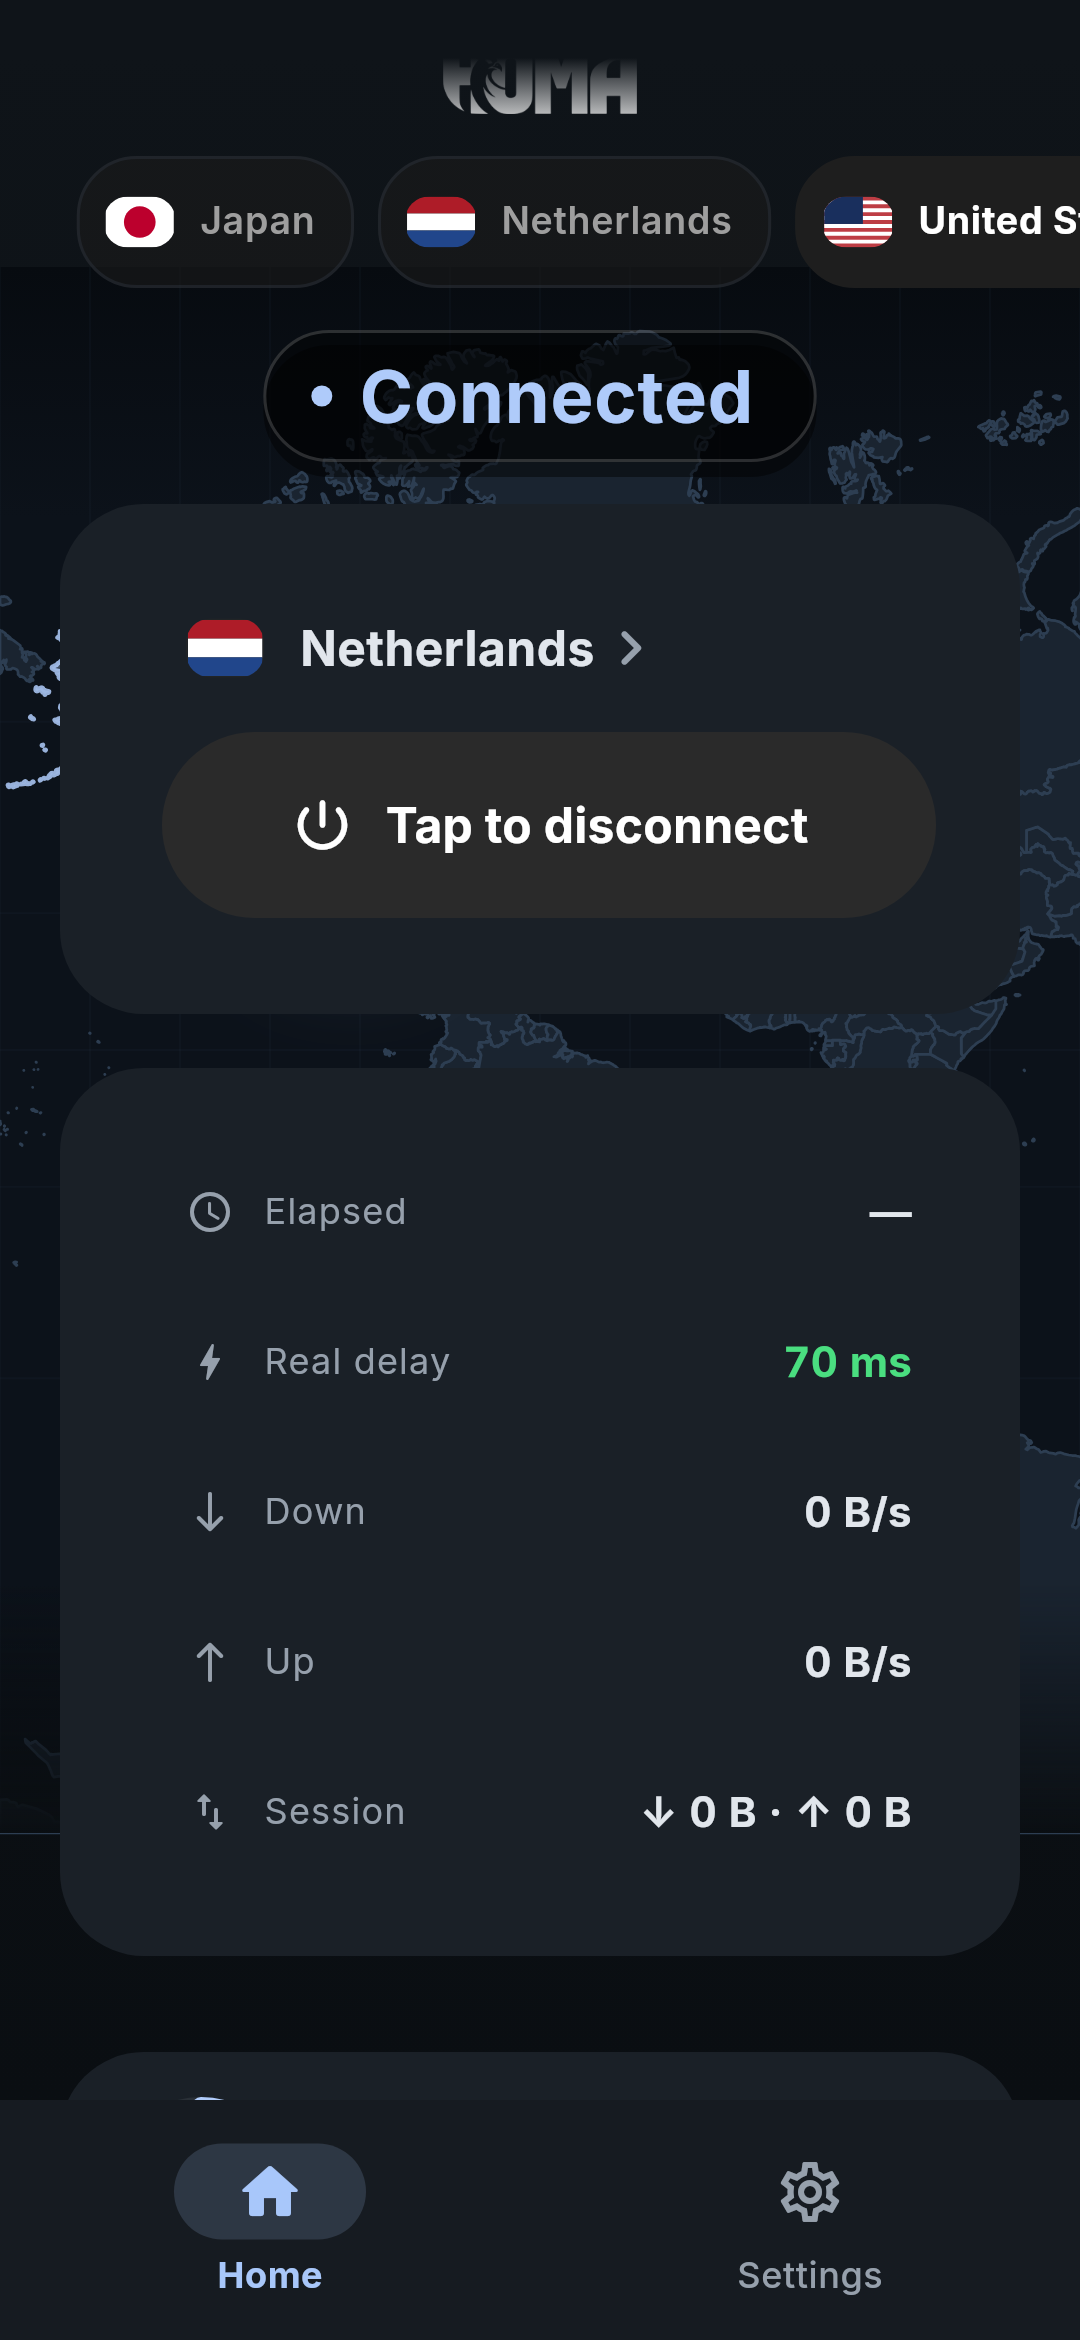 Japan
Netherlands
United S
• Connected
Netherlands
Tap to disconnect
Elapsed —
Real delay 70 ms
Down 0 B/s
Up 0 B/s
Session ↓ 0 B · ↑ 0 B
Home
Settings